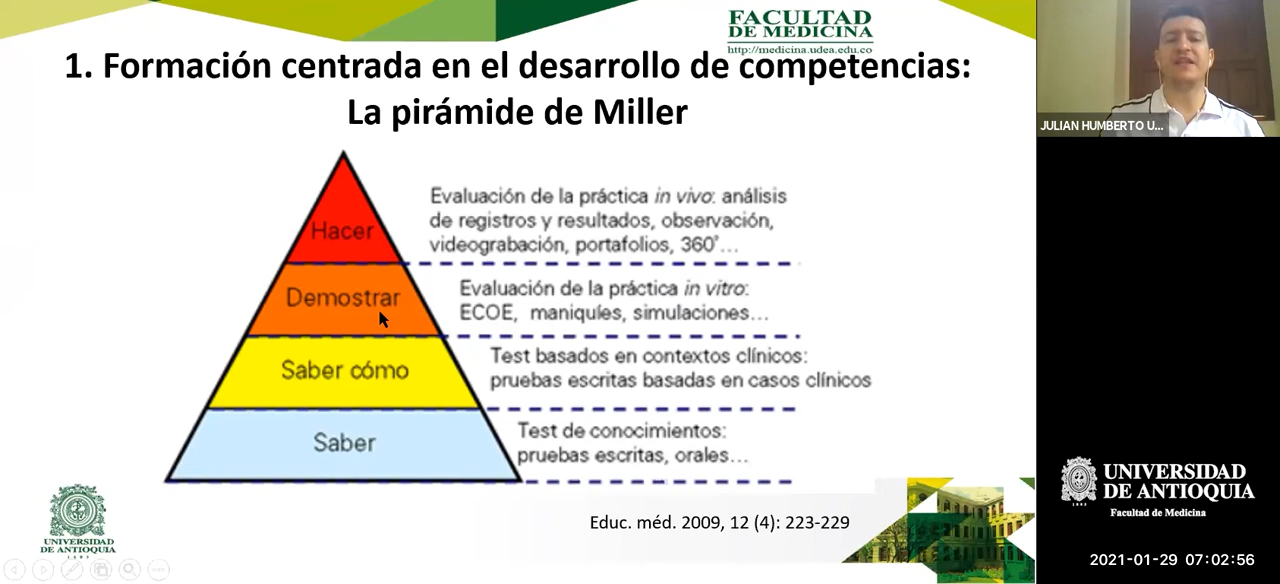 FACULTAD
DE MEDICINA
http://medicina.udea.edu.co
1. Formación centrada en el desarrollo de competencias:
La pirámide de Miller
Hacer
Evaluación de la práctica in vivo: análisis
de registros y resultados, observación,
videograbación, portafolios, 360°...
Demostrar
Evaluación de la práctica in vitro:
ECOE, maniquíes, simulaciones...
Saber cómo
Test basados en contextos clínicos:
pruebas escritas basadas en casos clínicos
Saber
Test de conocimientos:
pruebas escritas, orales...
Educ. méd. 2009, 12 (4): 223-229
UNIVERSIDAD
DE ANTIOQUIA
1803
JULIAN HUMBERTO U...
UNIVERSIDAD
DE ANTIOQUIA
1803
Facultad de Medicina
2021-01-29 07:02:56